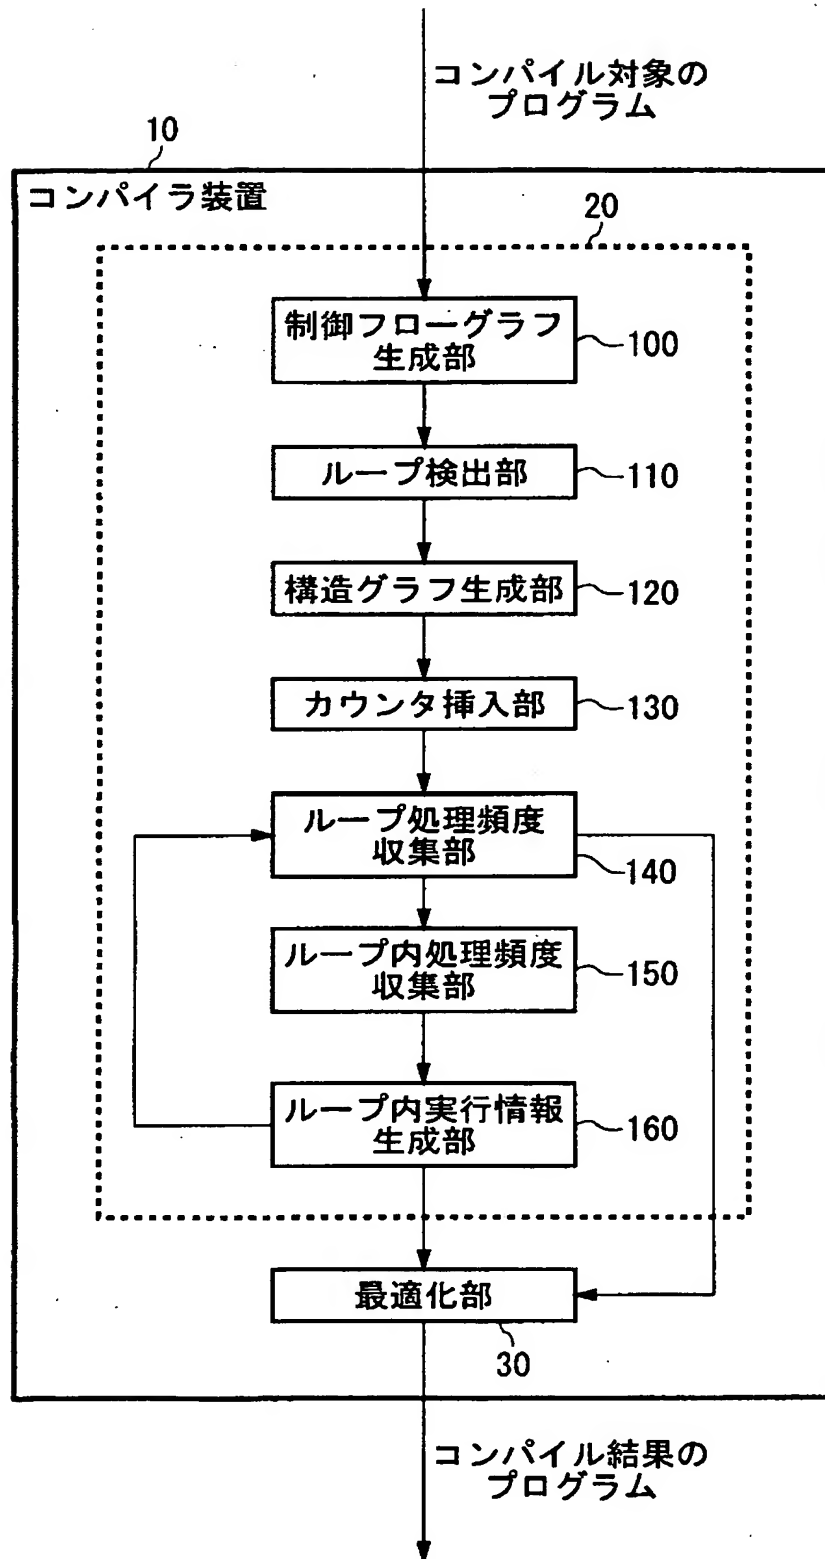 コンパイル対象の
プログラム
10
コンパイラ装置
20
制御フローグラフ
生成部
100
ループ検出部
110
構造グラフ生成部
120
カウンタ挿入部
130
ループ処理頻度
収集部
140
ループ内処理頻度
収集部
150
ループ内実行情報
生成部
160
最適化部
30
コンパイル結果の
プログラム